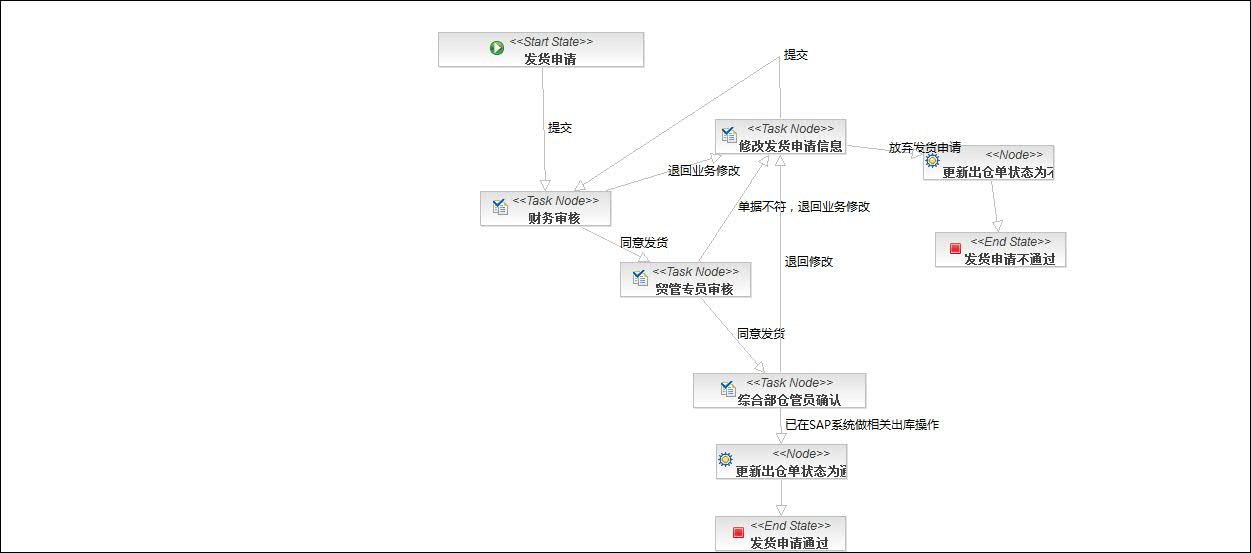 <<Start State>>
发货申请
提交
提交
<<Task Node>>
修改发货申请信息
放弃发货申请
<<Node>>
更新出仓单状态为不
退回业务修改
<<Task Node>>
财务审核
单据不符，退回业务修改
同意发货
<<End State>>
发货申请不通过
<<Task Node>>
贸管专员审核
退回修改
同意发货
<<Task Node>>
综合部仓管员确认
已在SAP系统做相关出库操作
<<Node>>
更新出仓单状态为通
<<End State>>
发货申请通过